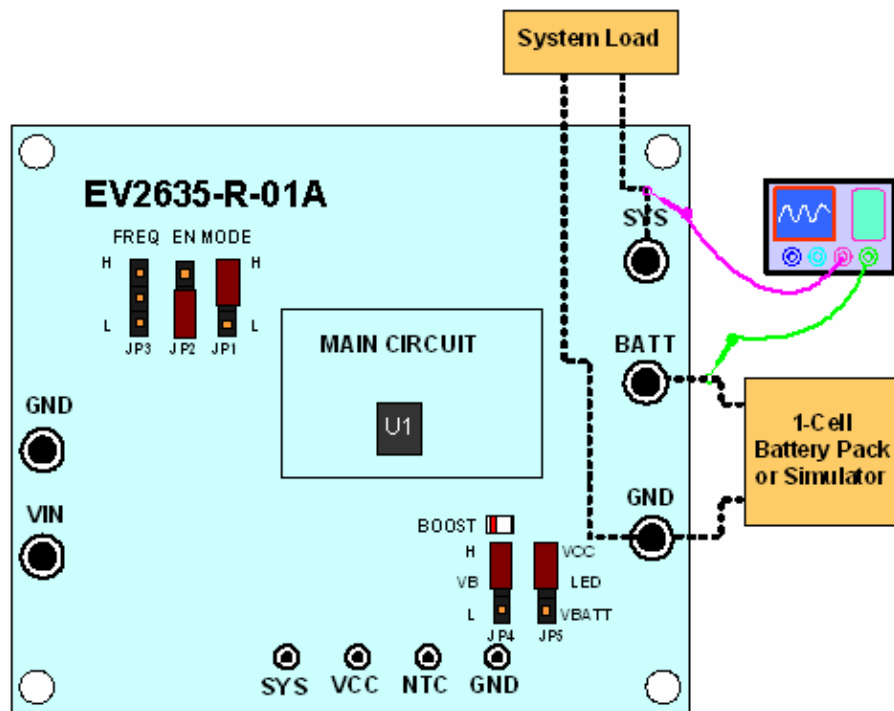 System Load
EV2635-R-01A
SYS
FREQ EN MODE
H H
L L
JP3 JP2 JP1
MAIN CIRCUIT
U1
BATT
GND
1-Cell
Battery Pack
or Simulator
VIN
GND
BOOST
H VCC
VB LED
L VBATT
JP4 JP5
SYS VCC NTC GND